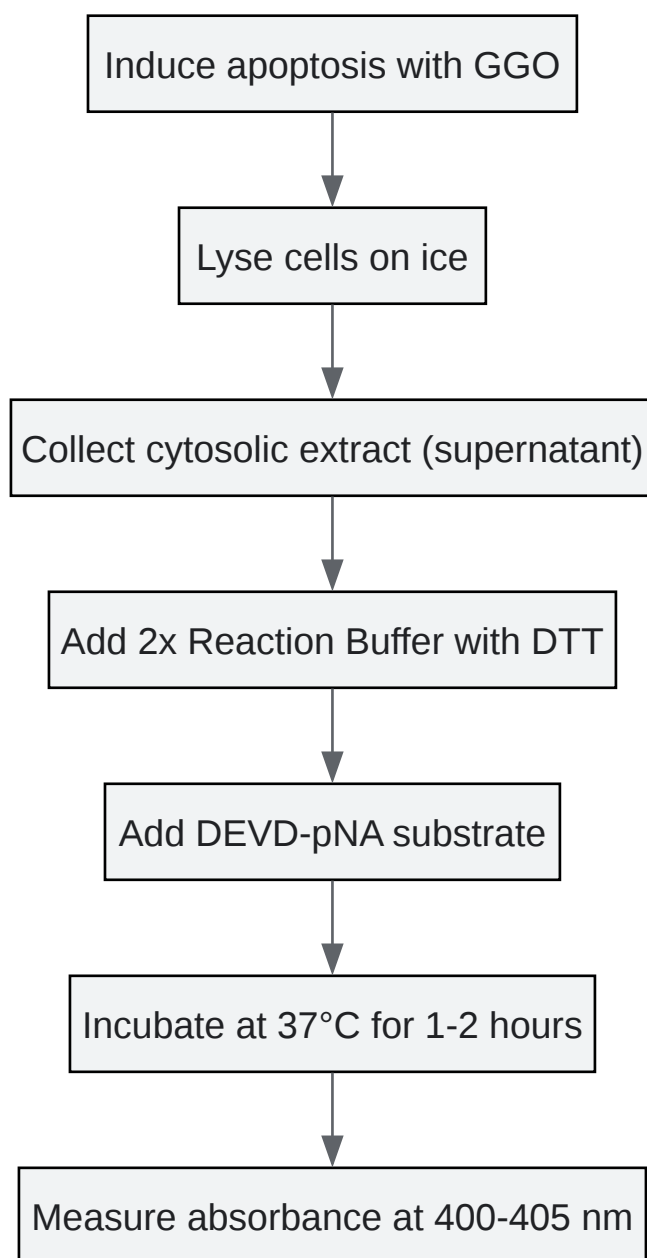 Induce apoptosis with GGO
Lyse cells on ice
Collect cytosolic extract (supernatant)
Add 2x Reaction Buffer with DTT
Add DEVD-pNA substrate
Incubate at 37°C for 1-2 hours
Measure absorbance at 400-405 nm